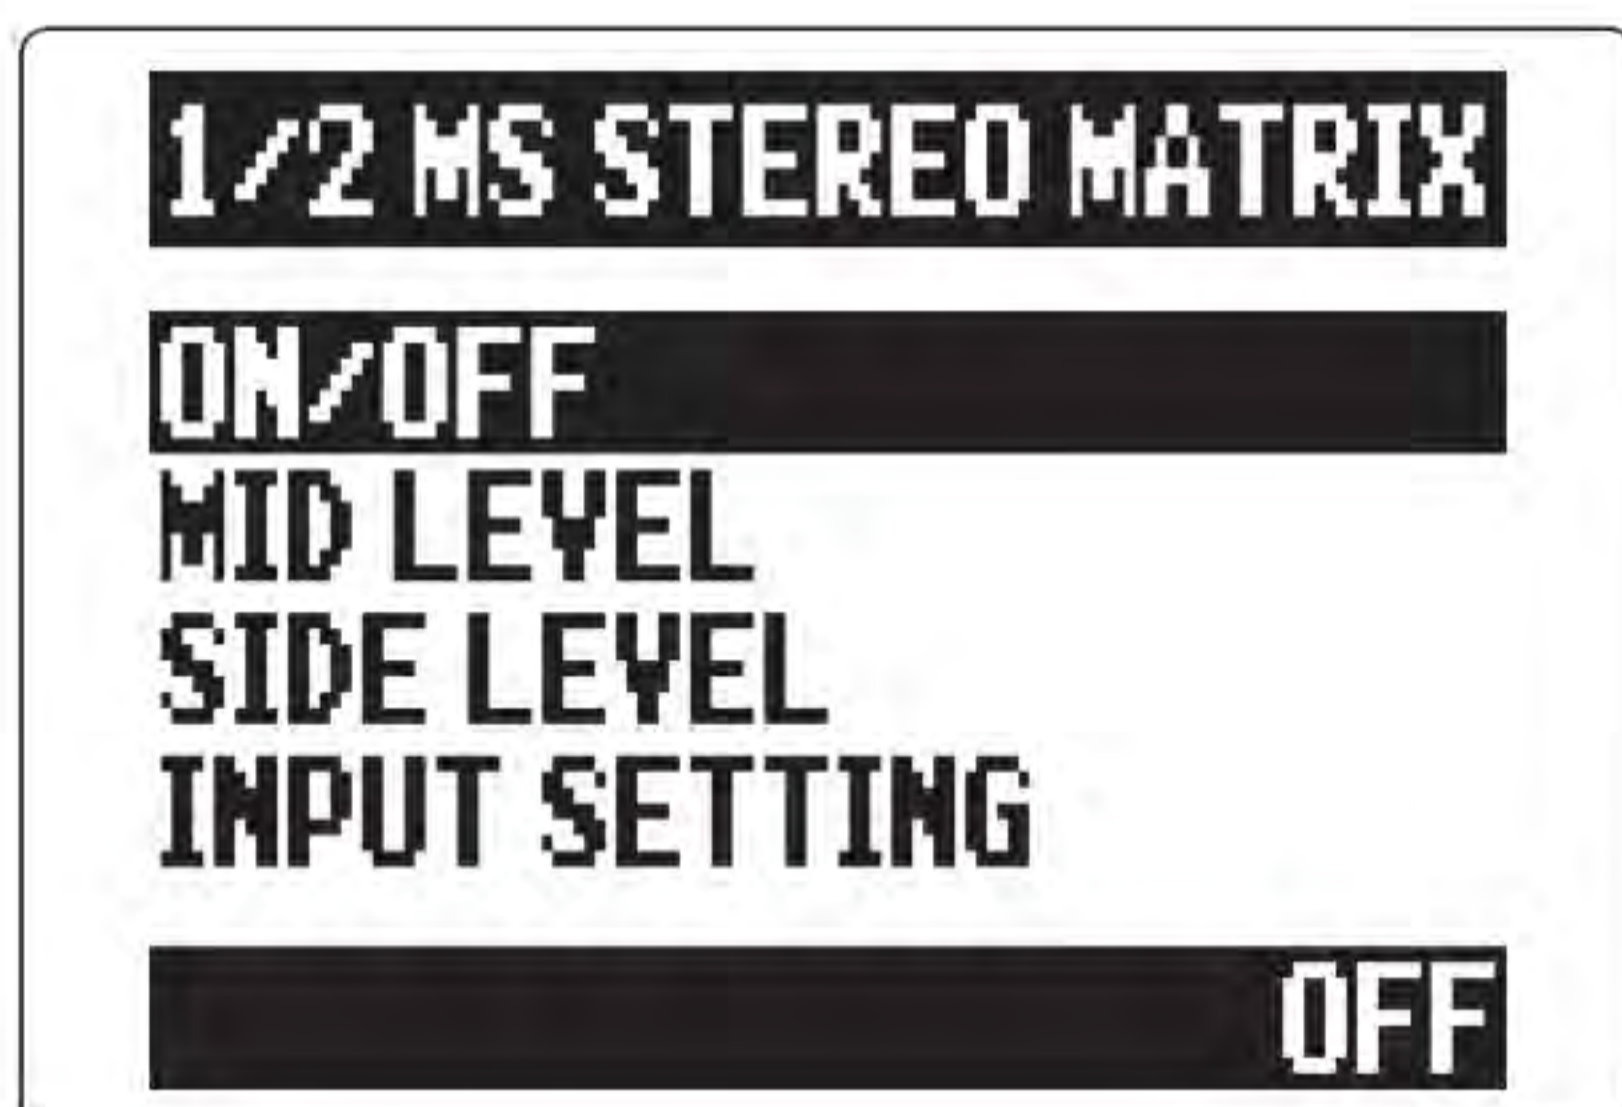 1/2 MS STEREO MATRIX
ON/OFF
MID LEVEL
SIDE LEVEL
INPUT SETTING
OFF